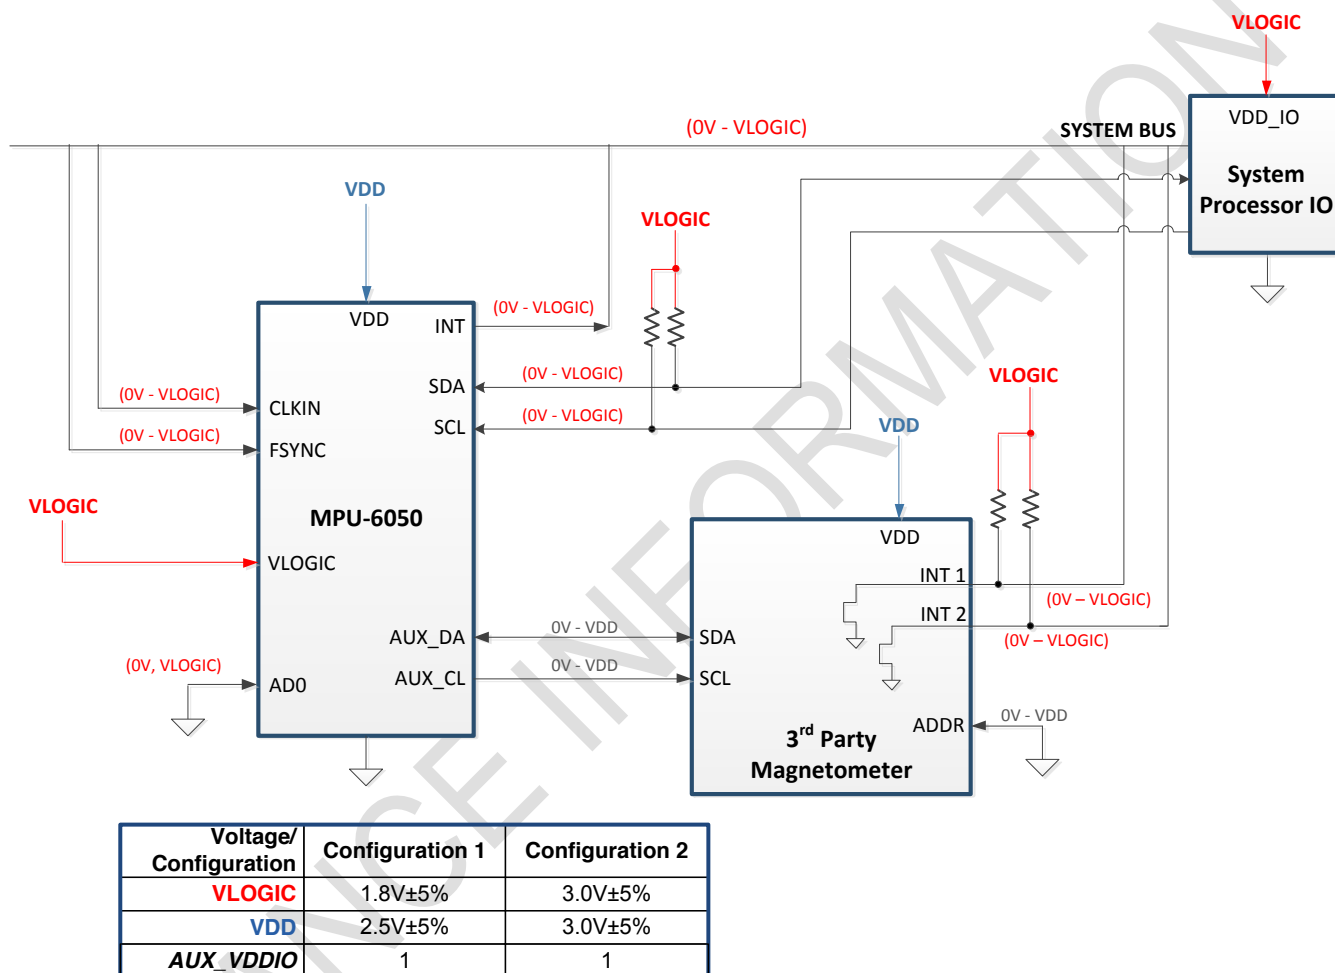 VLOGIC
VDD_IO
System
Processor IO
SYSTEM BUS
(0V - VLOGIC)
VDD
VLOGIC
VDD
INT
(0V - VLOGIC)
SDA
(0V - VLOGIC)
SCL
(0V - VLOGIC)
(0V - VLOGIC)
CLKIN
(0V - VLOGIC)
FSYNC
VLOGIC
MPU-6050
VLOGIC
AUX_DA
0V - VDD
AUX_CL
0V - VDD
(0V, VLOGIC)
AD0
VLOGIC
VDD
VDD
INT 1
(0V – VLOGIC)
INT 2
(0V – VLOGIC)
SDA
SCL
ADDR
0V - VDD
3rd Party
Magnetometer
Voltage/
Configuration Configuration 1 Configuration 2
VLOGIC 1.8V±5% 3.0V±5%
VDD 2.5V±5% 3.0V±5%
AUX_VDDIO 1 1
NCE INFORMATION